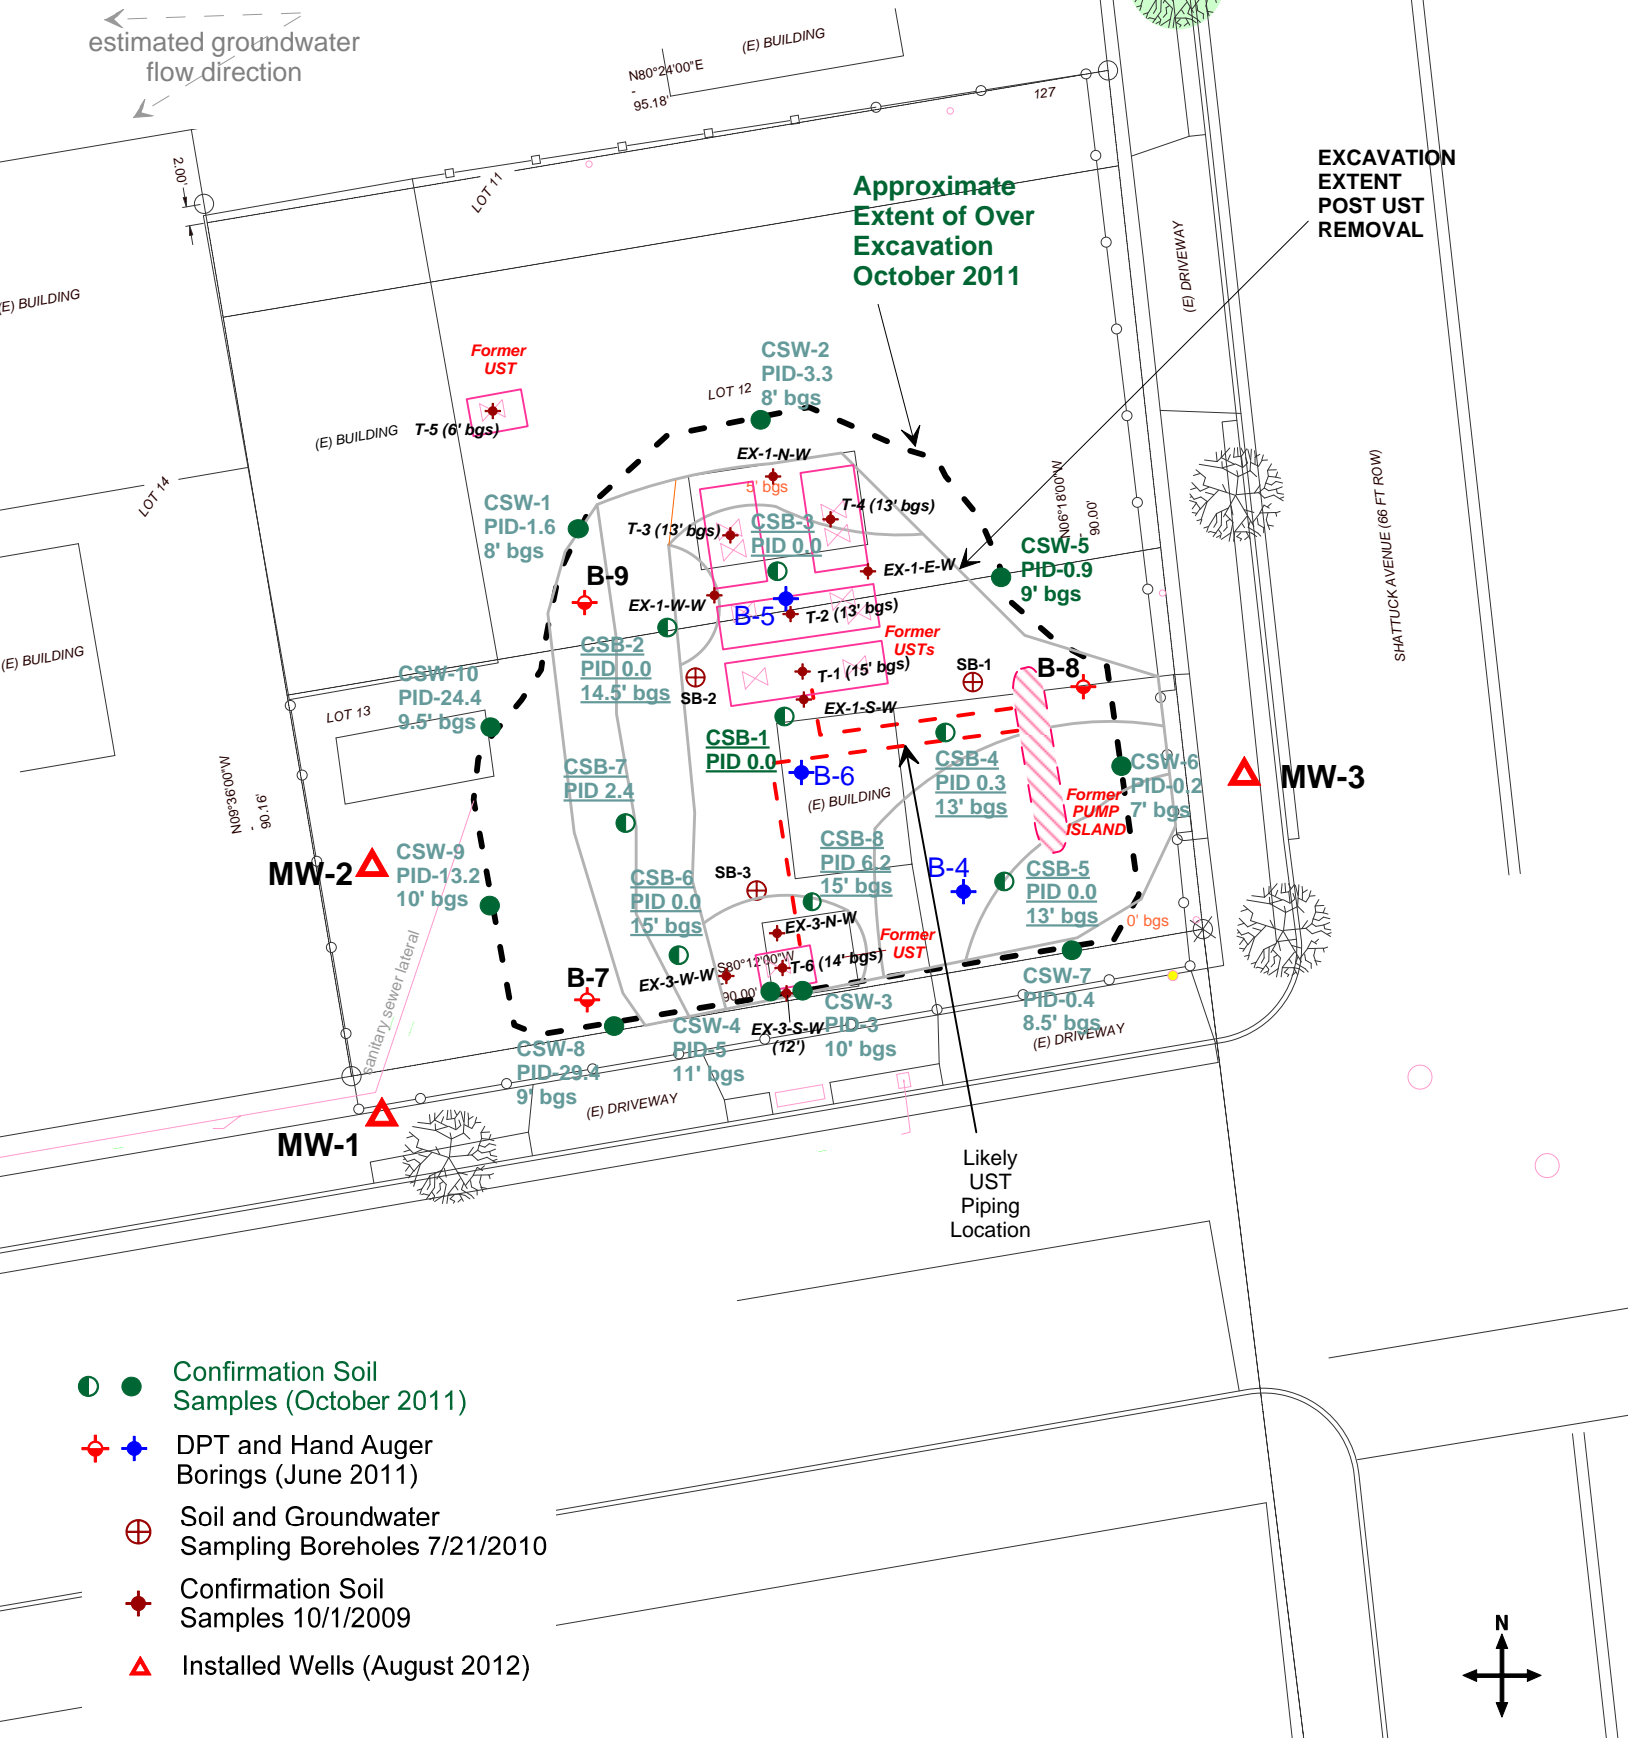 estimated groundwater
flow direction
(E) BUILDING
N80°24'00"E
-
95.18'
127
2.00'
LOT 11
EXCAVATION
EXTENT
POST UST
REMOVAL
Approximate
Extent of Over
Excavation
October 2011
(E) DRIVEWAY
(E) BUILDING
Former
UST
CSW-2
PID-3.3
8' bgs
LOT 12
(E) BUILDING
T-5 (6' bgs)
EX-1-N-W
5' bgs
LOT 14
CSW-1
PID-1.6
8' bgs
T-3 (13' bgs)
T-4 (13' bgs)
CSB-3
PID 0.0
N06°18'00"W
-
90.00'
SHATTUCK AVENUE (66 FT ROW)
CSW-5
PID-0.9
9' bgs
EX-1-E-W
B-9
EX-1-W-W
B-5
T-2 (13' bgs)
CSB-2
PID 0.0
14.5' bgs
Former
USTs
(E) BUILDING
CSW-10
PID-24.4
9.5' bgs
SB-2
T-1 (15' bgs)
SB-1
B-8
LOT 13
EX-1-S-W
CSB-1
PID 0.0
CSB-4
PID 0.3
13' bgs
CSW-6
PID-0.2
7' bgs
MW-3
CSB-7
PID 2.4
B-6
(E) BUILDING
Former
PUMP
ISLAND
N09°36'00"W
-
90.16'
MW-2
CSW-9
PID-13.2
10' bgs
CSB-8
PID 6.2
15' bgs
B-4
CSB-5
PID 0.0
13' bgs
SB-3
CSB-6
PID 0.0
15' bgs
EX-3-N-W
0' bgs
Former
UST
sanitary sewer lateral
S80°12'00"W
-
90.00'
T-6 (14' bgs)
EX-3-W-W
B-7
CSW-7
PID-0.4
8.5' bgs
CSW-3
PID-3
10' bgs
EX-3-S-W
(12')
CSW-4
PID-5
11' bgs
CSW-8
PID-29.4
9' bgs
(E) DRIVEWAY
(E) DRIVEWAY
MW-1
Likely
UST
Piping
Location
Confirmation Soil
Samples (October 2011)
DPT and Hand Auger
Borings (June 2011)
Soil and Groundwater
Sampling Boreholes 7/21/2010
Confirmation Soil
Samples 10/1/2009
Installed Wells (August 2012)
N